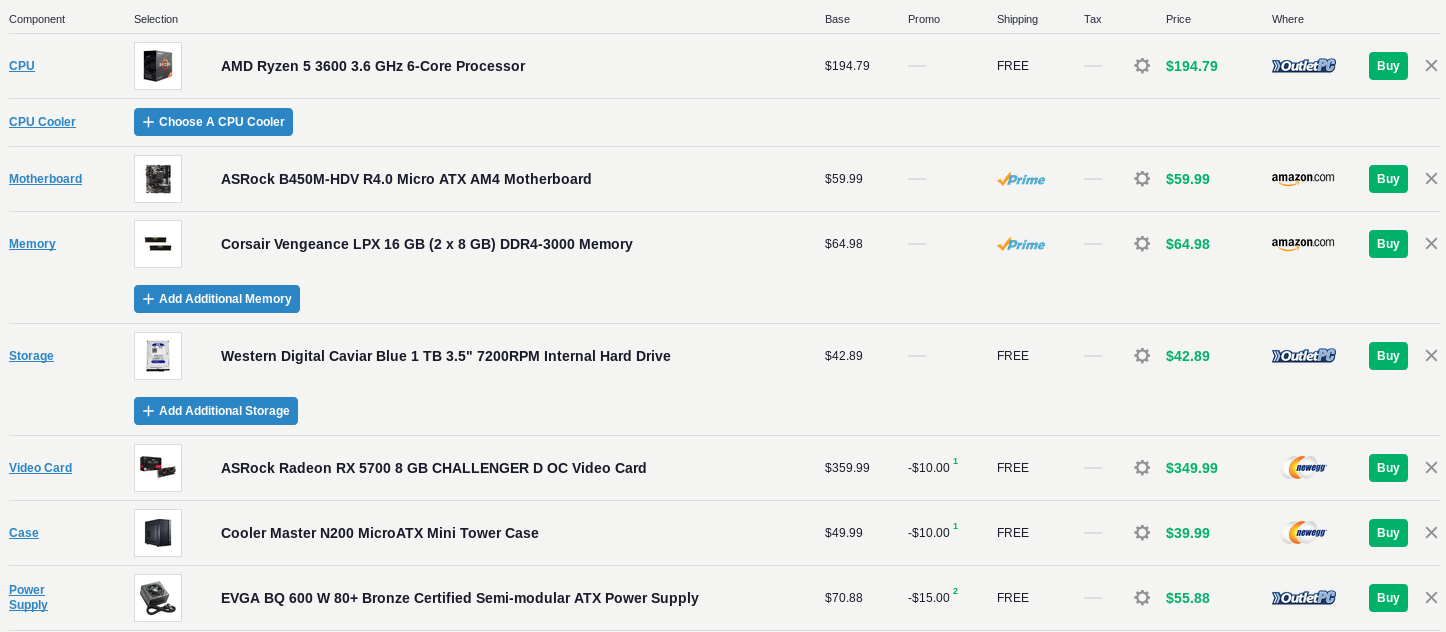 Component Selection Base Promo Shipping Tax Price Where
CPU AMD Ryzen 5 3600 3.6 GHz 6-Core Processor $194.79 FREE $194.79 OutletPC Buy
CPU Cooler Choose A CPU Cooler
Motherboard ASRock B450M-HDV R4.0 Micro ATX AM4 Motherboard $59.99 Prime $59.99 amazon.com Buy
Memory Corsair Vengeance LPX 16 GB (2 x 8 GB) DDR4-3000 Memory $64.98 Prime $64.98 amazon.com Buy
Add Additional Memory
Storage Western Digital Caviar Blue 1 TB 3.5" 7200RPM Internal Hard Drive $42.89 FREE $42.89 OutletPC Buy
Add Additional Storage
Video Card ASRock Radeon RX 5700 8 GB CHALLENGER D OC Video Card $359.99 -$10.00 1 FREE $349.99 newegg Buy
Case Cooler Master N200 MicroATX Mini Tower Case $49.99 -$10.00 1 FREE $39.99 newegg Buy
Power
Supply EVGA BQ 600 W 80+ Bronze Certified Semi-modular ATX Power Supply $70.88 -$15.00 2 FREE $55.88 OutletPC Buy